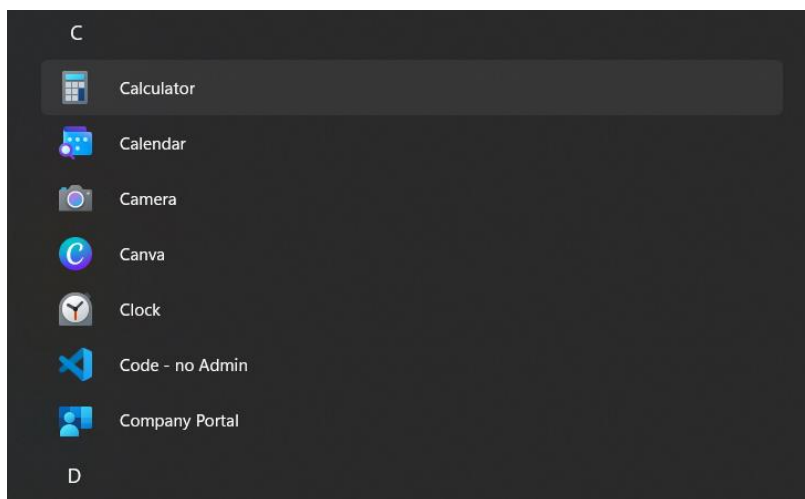 C
Calculator
Calendar
Camera
Canva
Clock
Code - no Admin
Company Portal
D